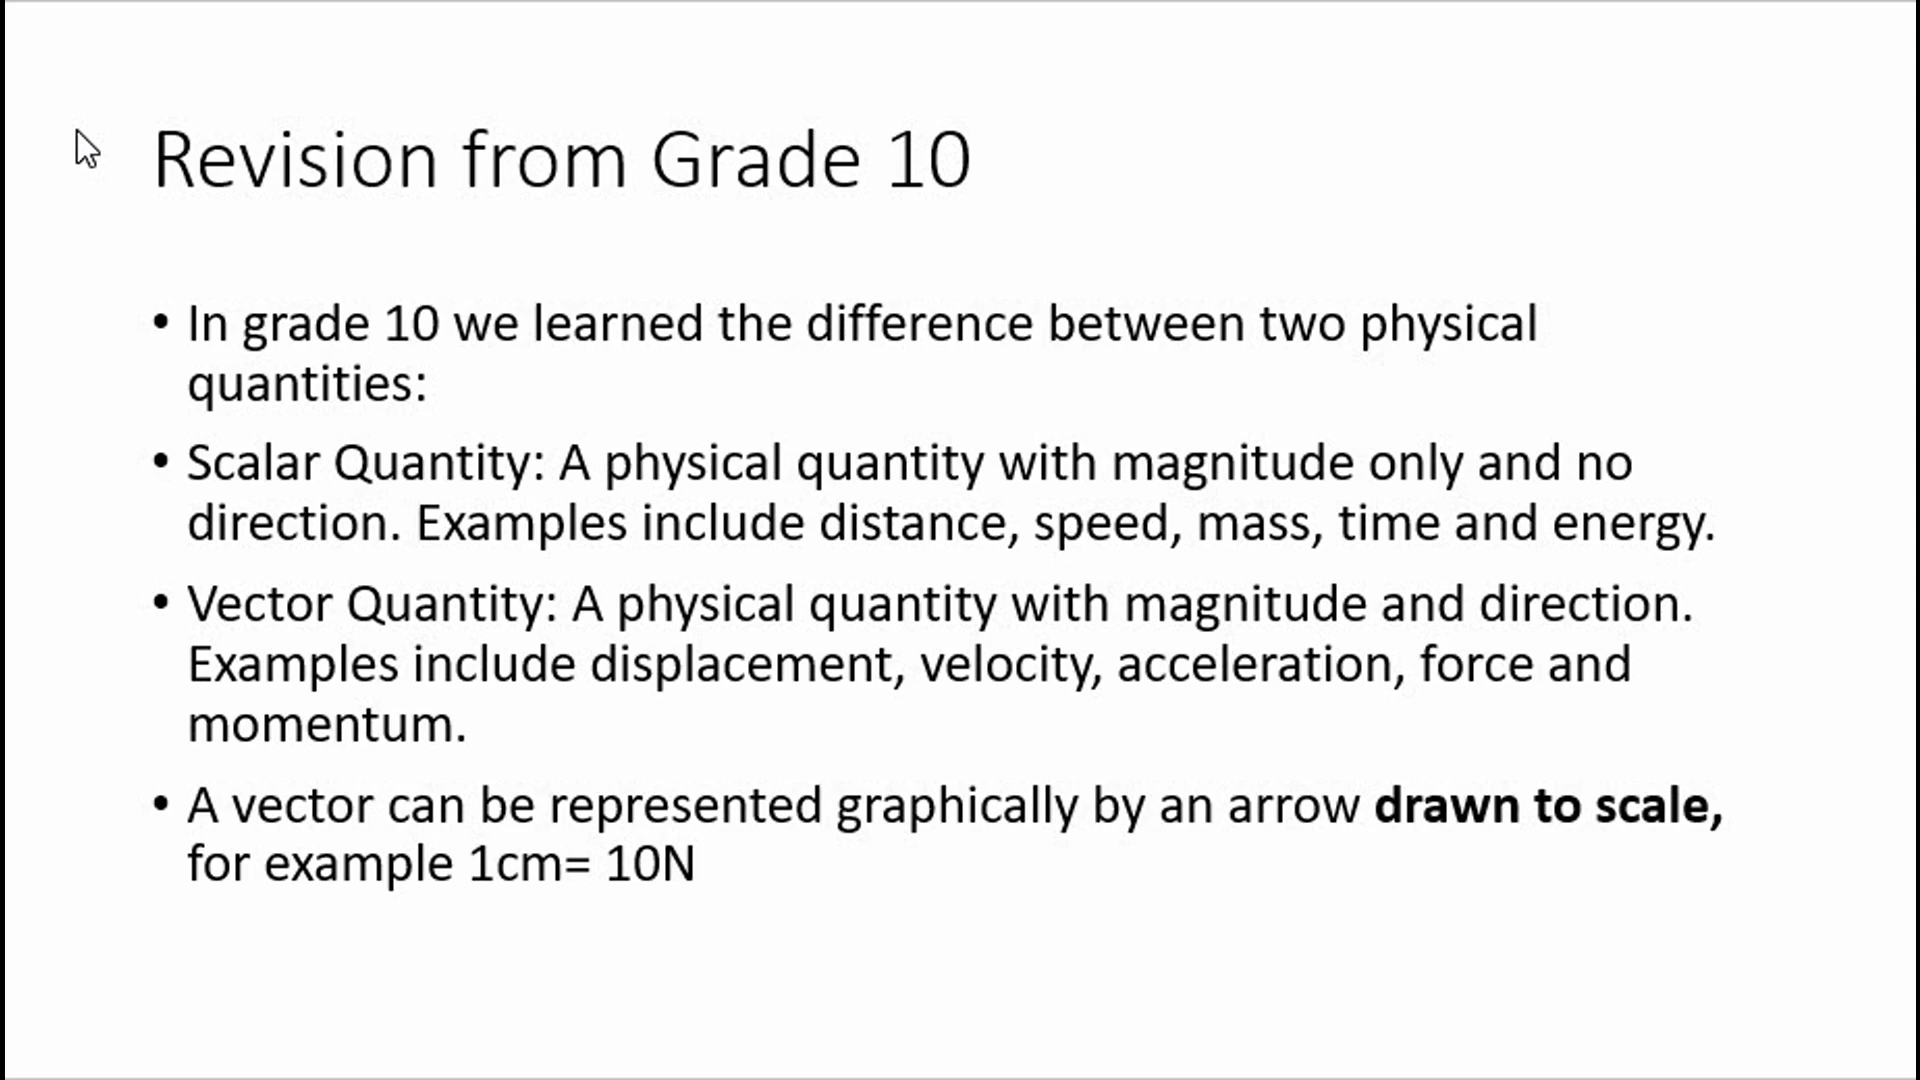 Revision from Grade 10
• In grade 10 we learned the difference between two physical
quantities:
• Scalar Quantity: A physical quantity with magnitude only and no
direction. Examples include distance, speed, mass, time and energy.
• Vector Quantity: A physical quantity with magnitude and direction.
Examples include displacement, velocity, acceleration, force and
momentum.
• A vector can be represented graphically by an arrow drawn to scale,
for example 1cm= 10N